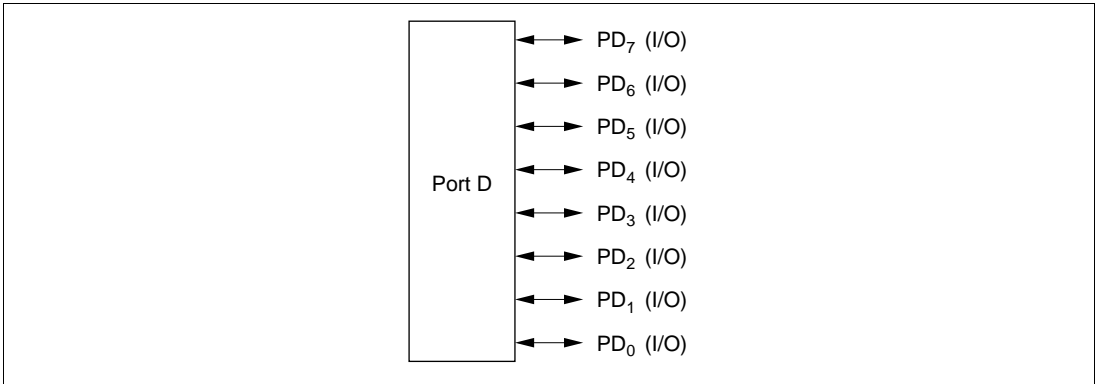 PD₇ (I/O)
PD₆ (I/O)
PD₅ (I/O)
PD₄ (I/O)
Port D
PD₃ (I/O)
PD₂ (I/O)
PD₁ (I/O)
PD₀ (I/O)